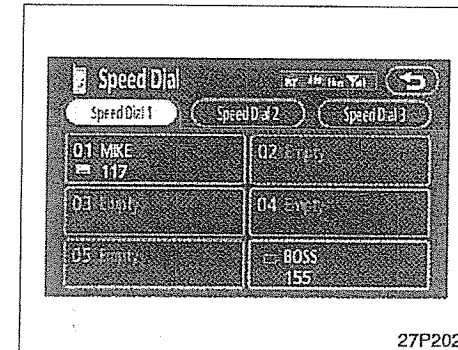 Speed Dial
Speed Dial 1 Speed Dial 2 Speed Dial 3
01 MIKE 02 Empty
117
03 Empty 04 Empty
05 Empty BOSS
155
27P202